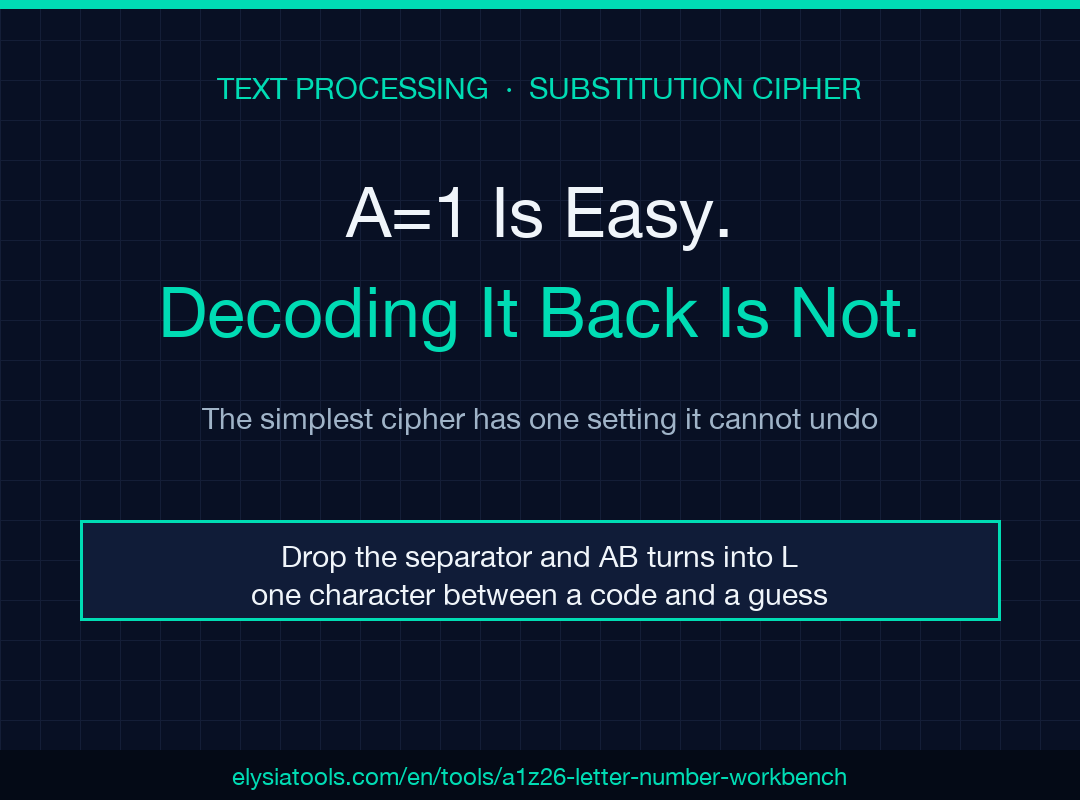 TEXT PROCESSING · SUBSTITUTION CIPHER
A=1 Is Easy.
Decoding It Back Is Not.
The simplest cipher has one setting it cannot undo
Drop the separator and AB turns into L
one character between a code and a guess
elysiatools.com/en/tools/a1z26-letter-number-workbench